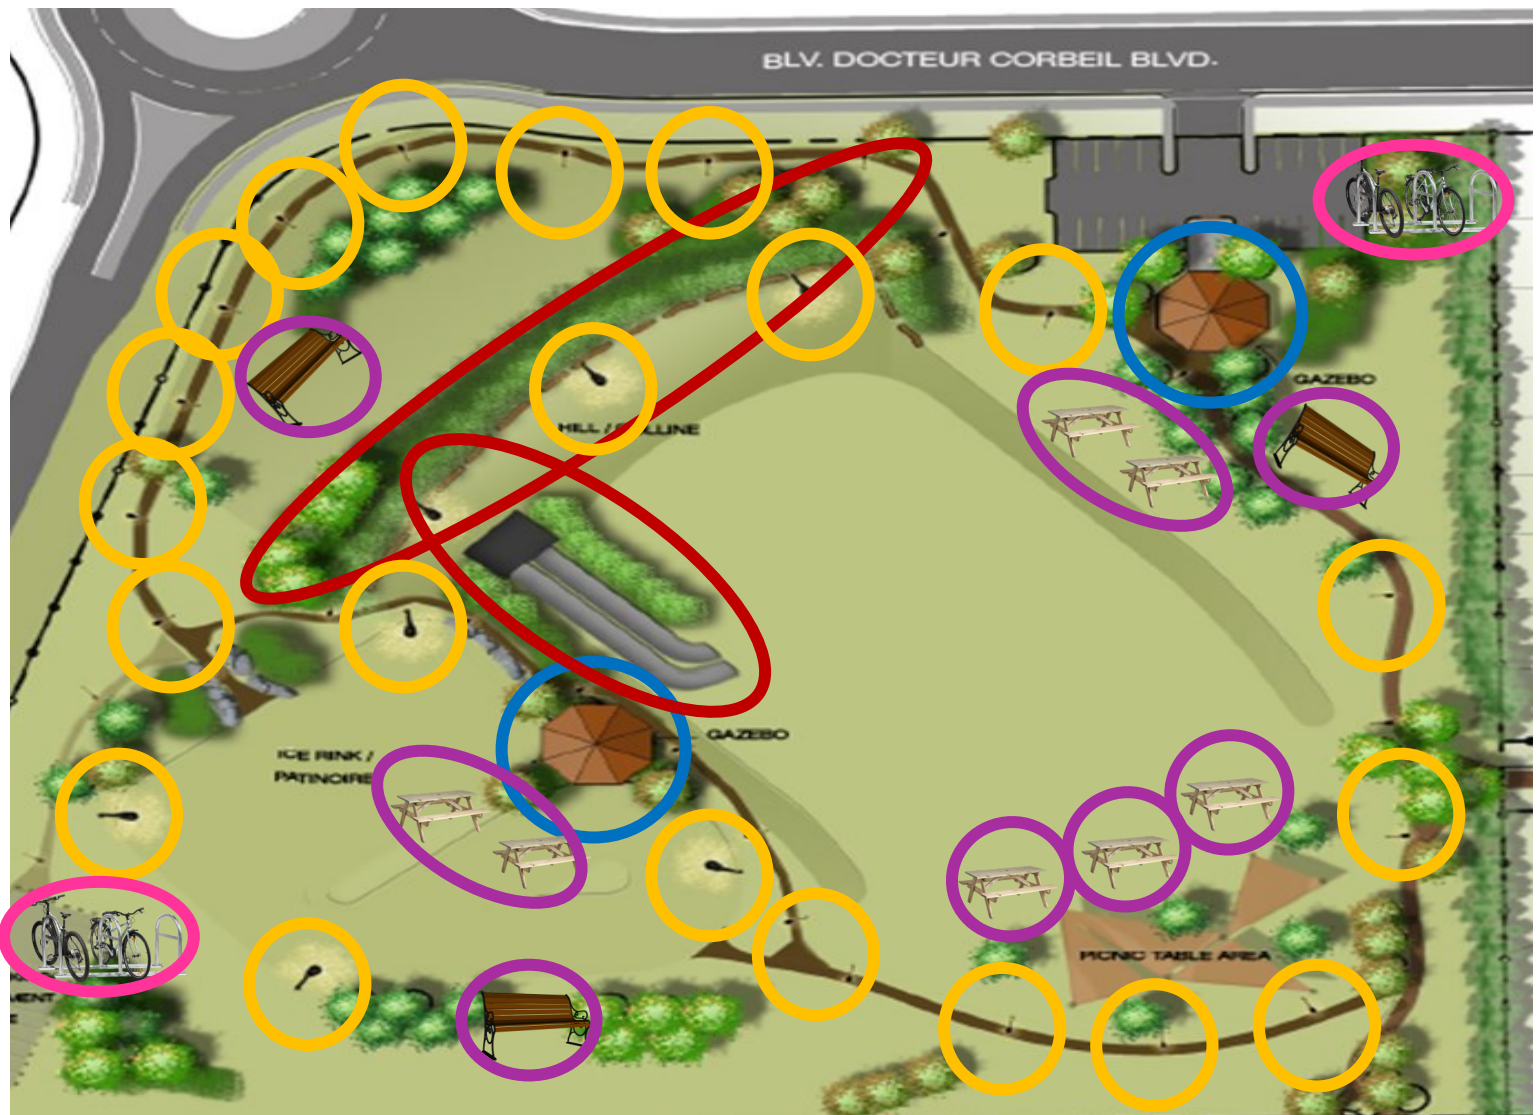 BLV. DOCTEUR CORBEIL BLVD.
GAZEBO
HILL / COLLINE
GAZEBO
ICE RINK /
PATINOIRE
PICNIC TABLE AREA